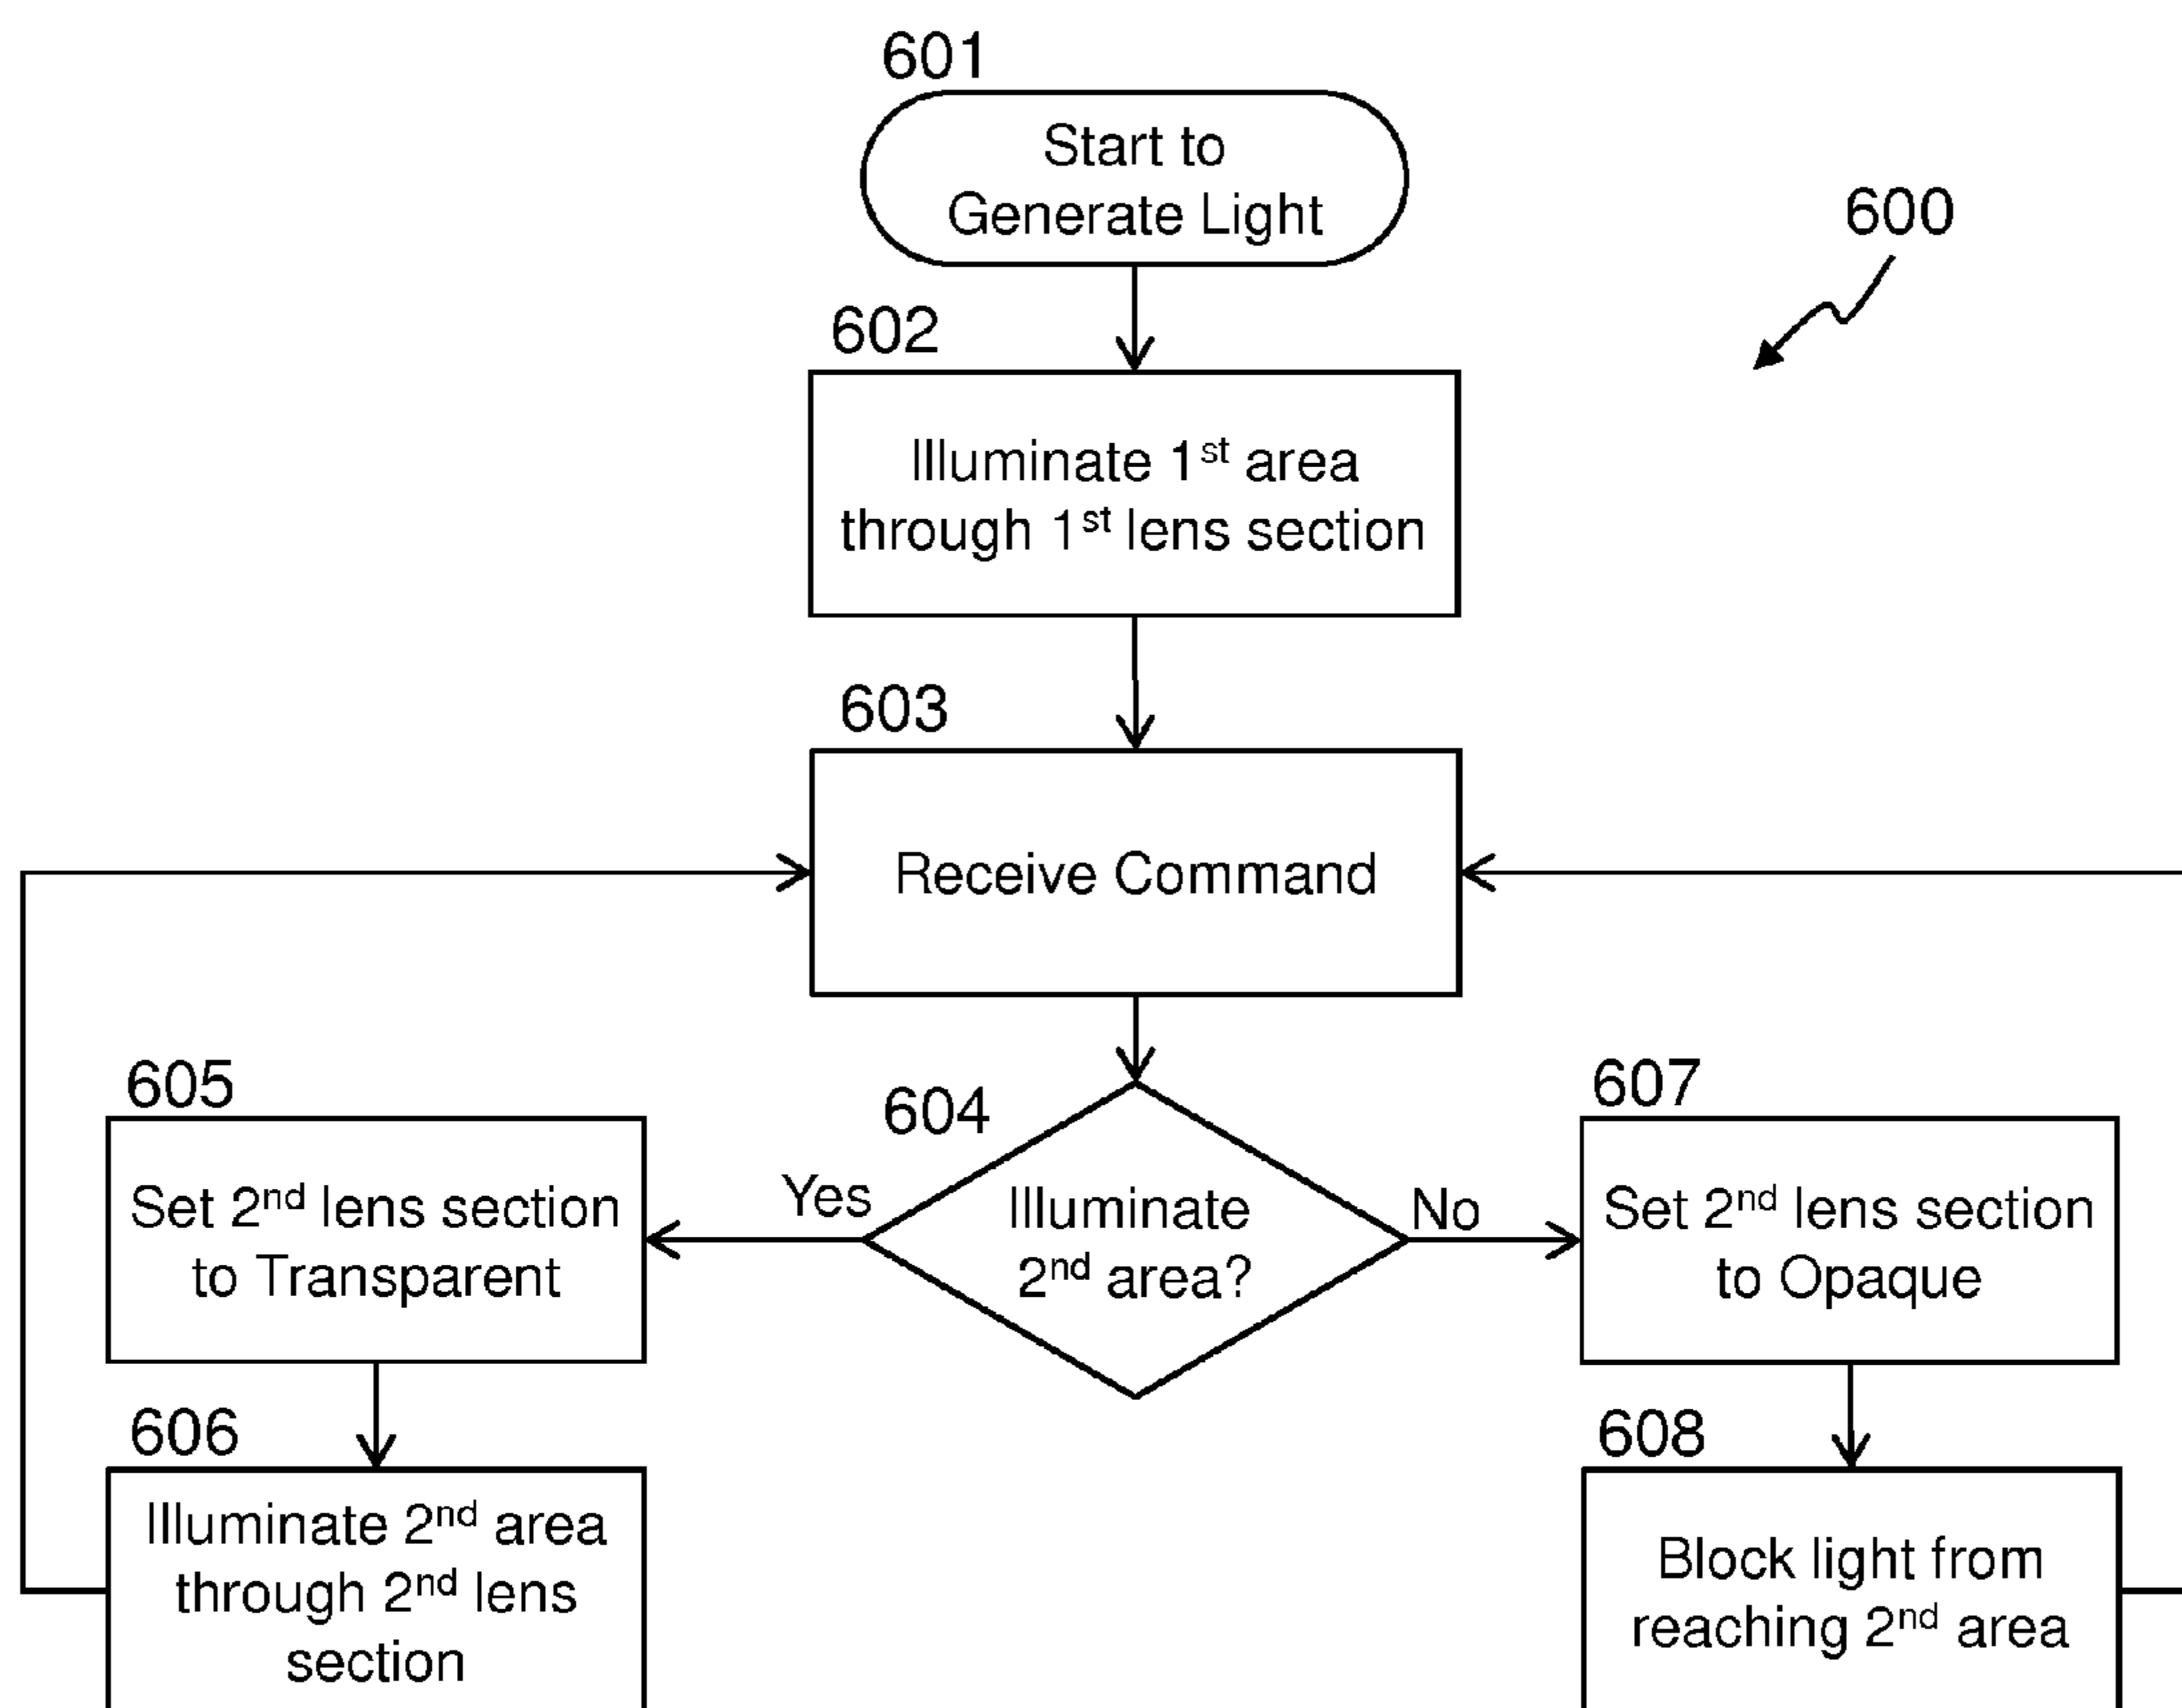 601
Start to
Generate Light
600
602
Illuminate 1st area
through 1st lens section
603
Receive Command
604
Illuminate
2nd area?
Yes
No
605
Set 2nd lens section
to Transparent
607
Set 2nd lens section
to Opaque
606
Illuminate 2nd area
through 2nd lens
section
608
Block light from
reaching 2nd area